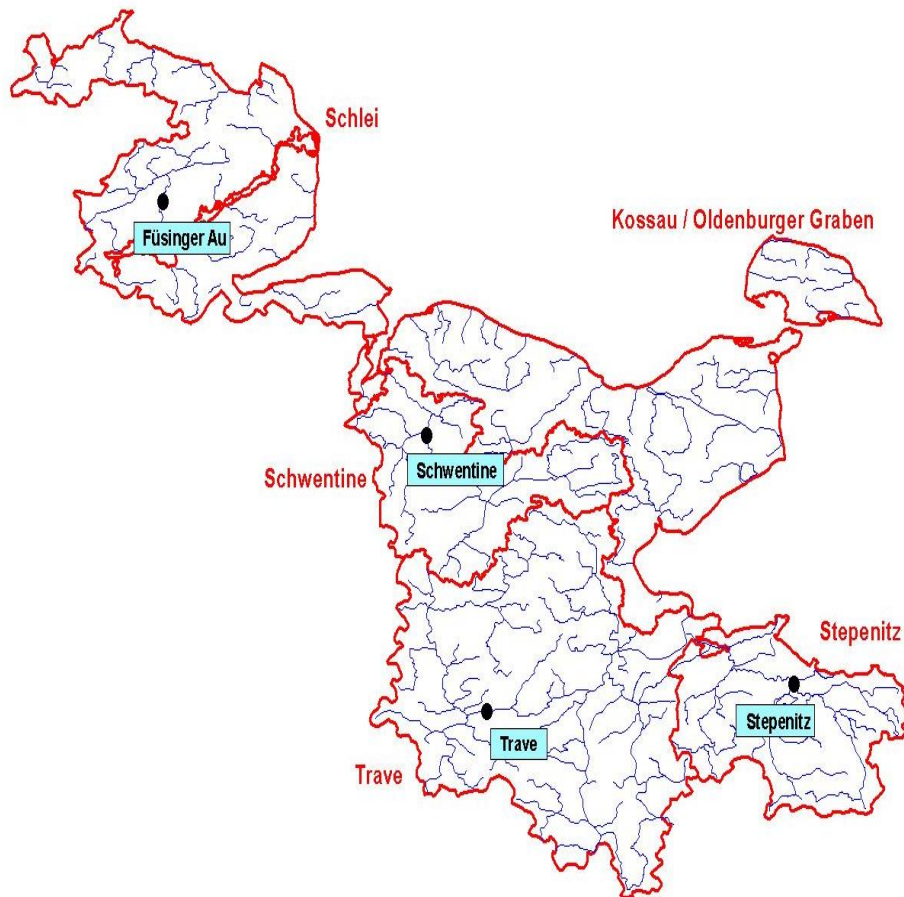 Schlei
Füsinger Au
Kossau / Oldenburger Graben
Schwentine
Schwentine
Stepenitz
Stepenitz
Trave
Trave